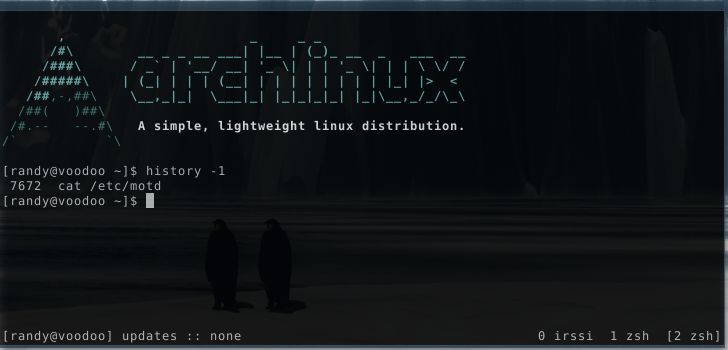 archlinux
A simple, lightweight linux distribution.
[randy@voodoo ~]$ history -1
7672  cat /etc/motd
[randy@voodoo ~]$
[randy@voodoo] updates :: none
0 irssi  1 zsh  [2 zsh]